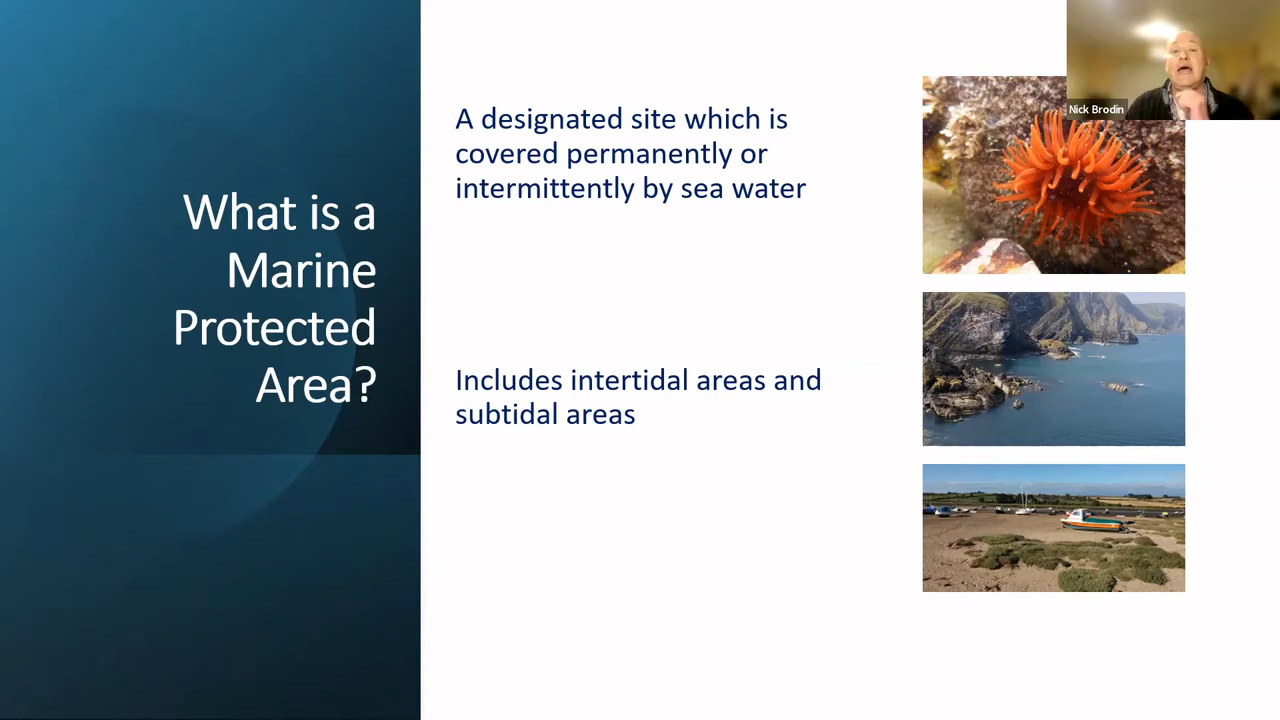 What is a
Marine
Protected
Area?
A designated site which is
covered permanently or
intermittently by sea water
Includes intertidal areas and
subtidal areas
Nick Brodin